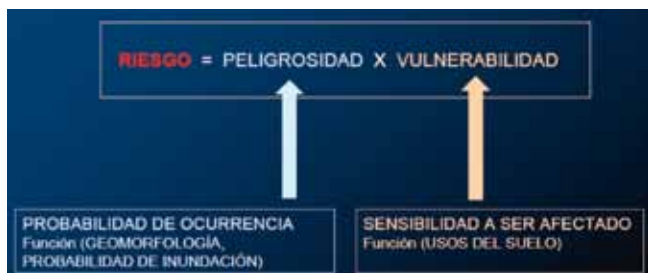 RIESGO = PELIGROSIDAD X VULNERABILIDAD
PROBABILIDAD DE OCURRENCIA
Función (GEOMORFOLOGÍA,
PROBABILIDAD DE INUNDACIÓN)
SENSIBILIDAD A SER AFECTADO
Función (USOS DEL SUELO)